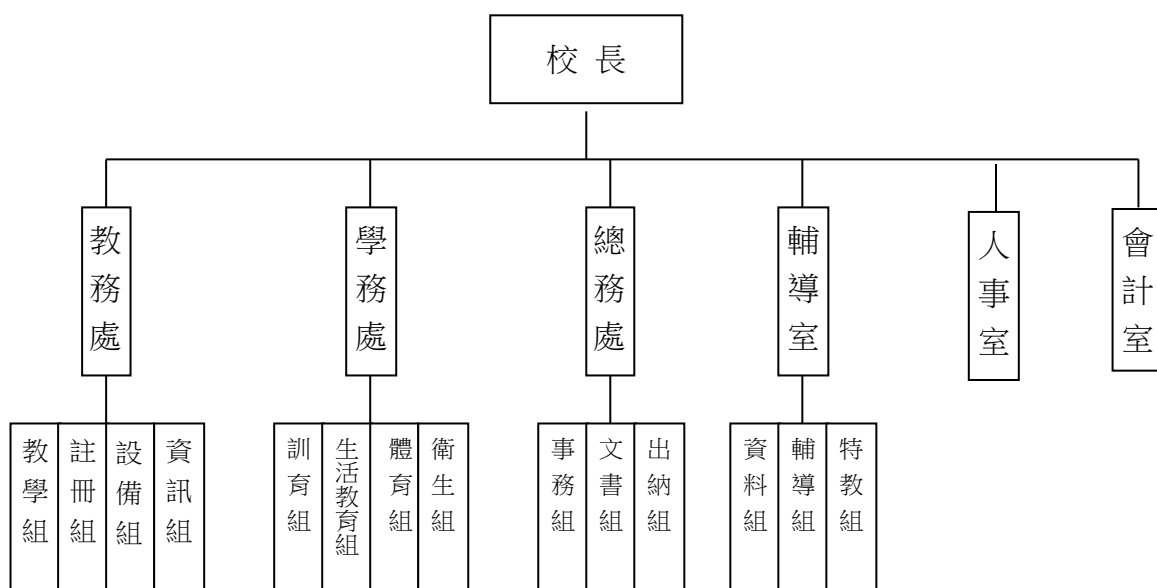 校長
教務處
學務處
總務處
輔導室
人事室
會計室
教學組
註冊組
設備組
資訊組
訓育組
生活教育組
體育組
衛生組
事務組
文書組
出納組
資料組
輔導組
特教組